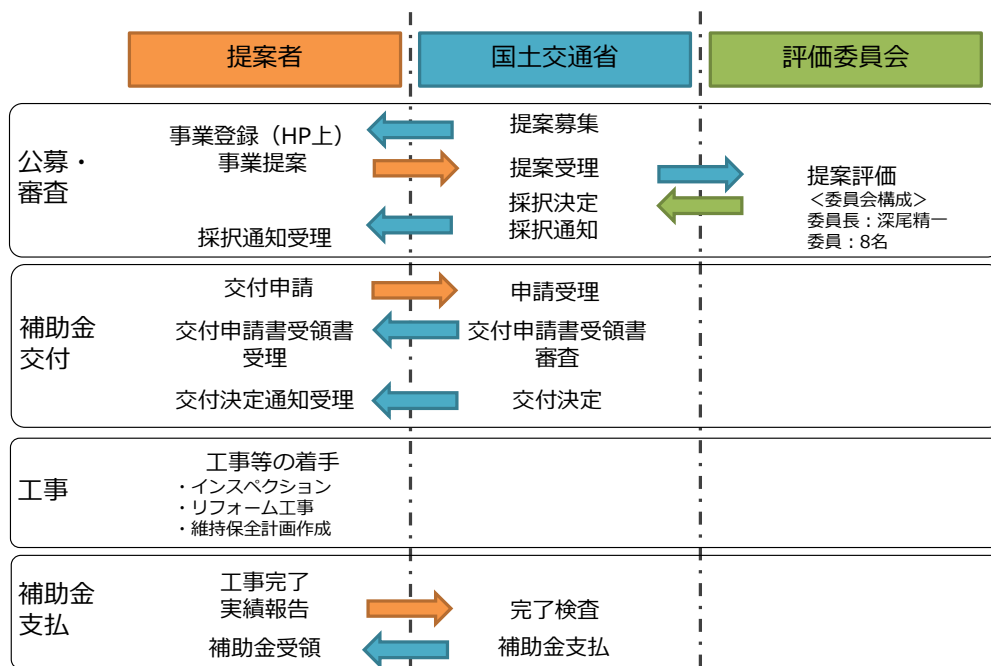 提案者
国土交通省
評価委員会
公募・
審査
事業登録（HP上）
事業提案
採択通知受理
提案募集
提案受理
採択決定
採択通知
提案評価
＜委員会構成＞
委員長：深尾精一
委員：8名
補助金
交付
交付申請
申請受理
交付申請書受領書
受理
交付申請書受領書
審査
交付決定通知受理
交付決定
工事
工事等の着手
・インスペクション
・リフォーム工事
・維持保全計画作成
補助金
支払
工事完了
実績報告
完了検査
補助金受領
補助金支払